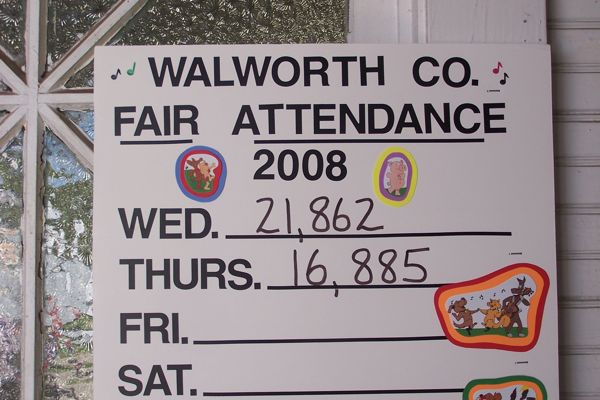 WALWORTH CO.
FAIR ATTENDANCE
2008
WED. 21,862
THURS. 16,885
FRI.
SAT.